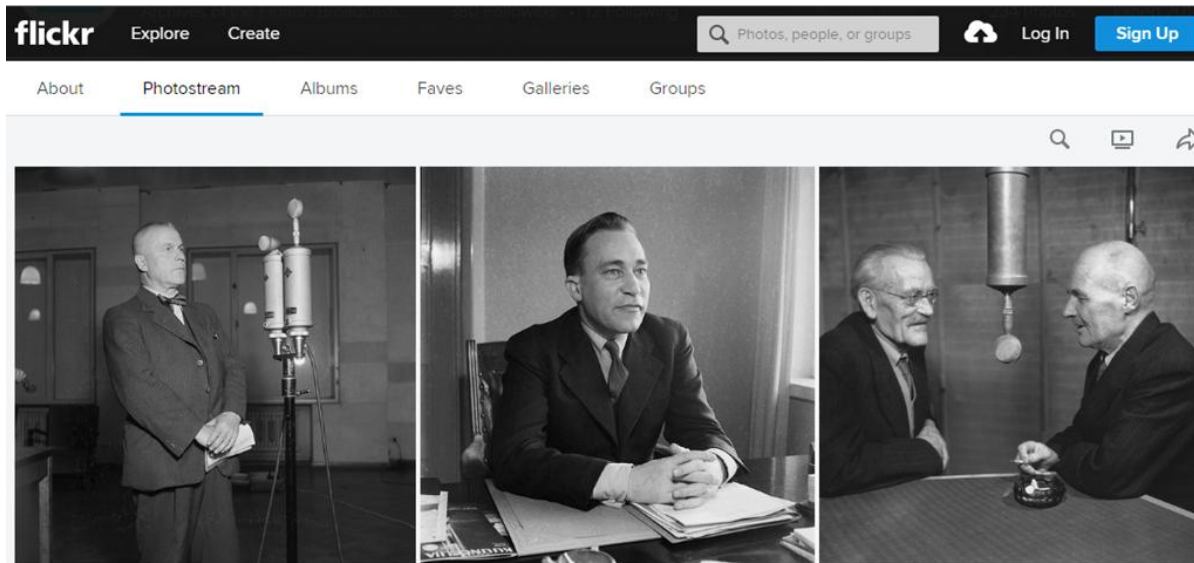 flickr Explore Create Photos, people, or groups Log In Sign Up
About Photostream Albums Faves Galleries Groups